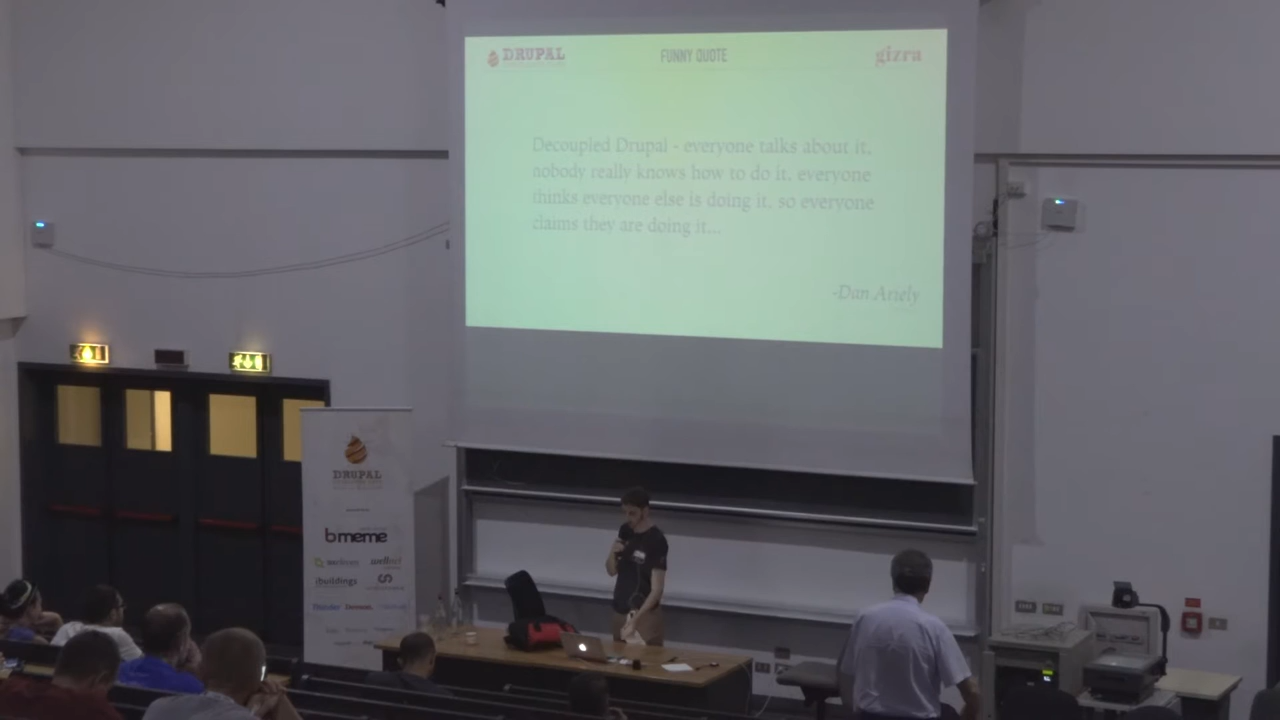 DRUPAL
FUNNY QUOTE
gizra
Decoupled Drupal - everyone talks about it,
nobody really knows how to do it, everyone
thinks everyone else is doing it, so everyone
claims they are doing it...
-Dan Ariely
DRUPAL
bmeme
ibuildings